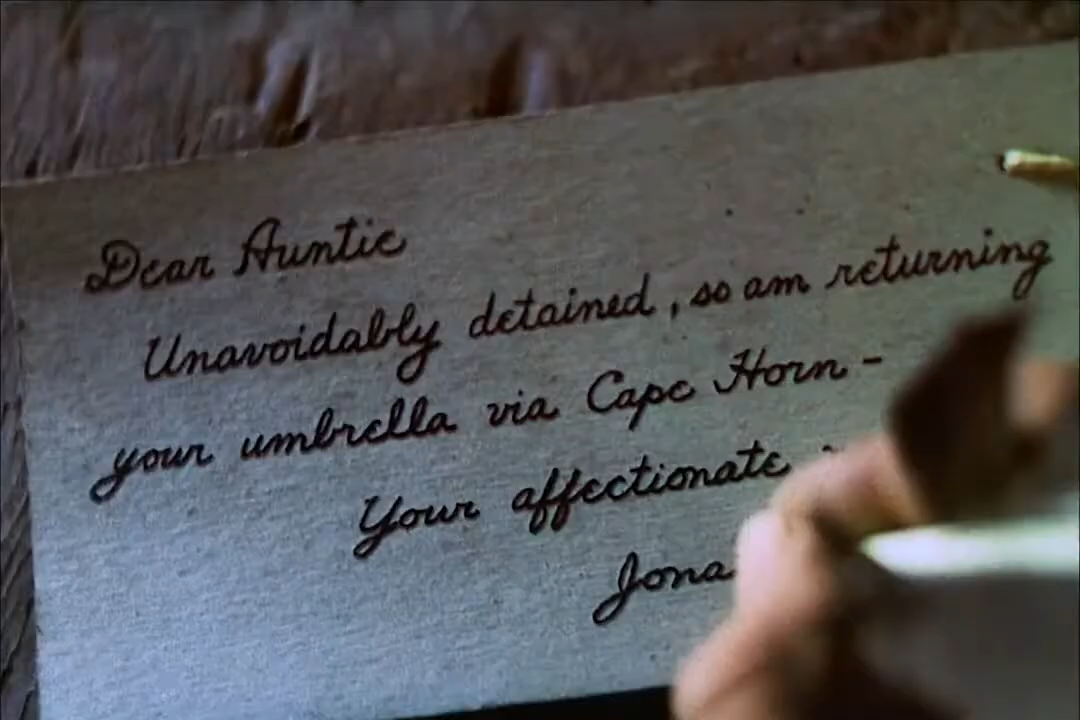 Dear Auntie
Unavoidably detained, so am returning
your umbrella via Cape Horn -
Your affectionate
Jona